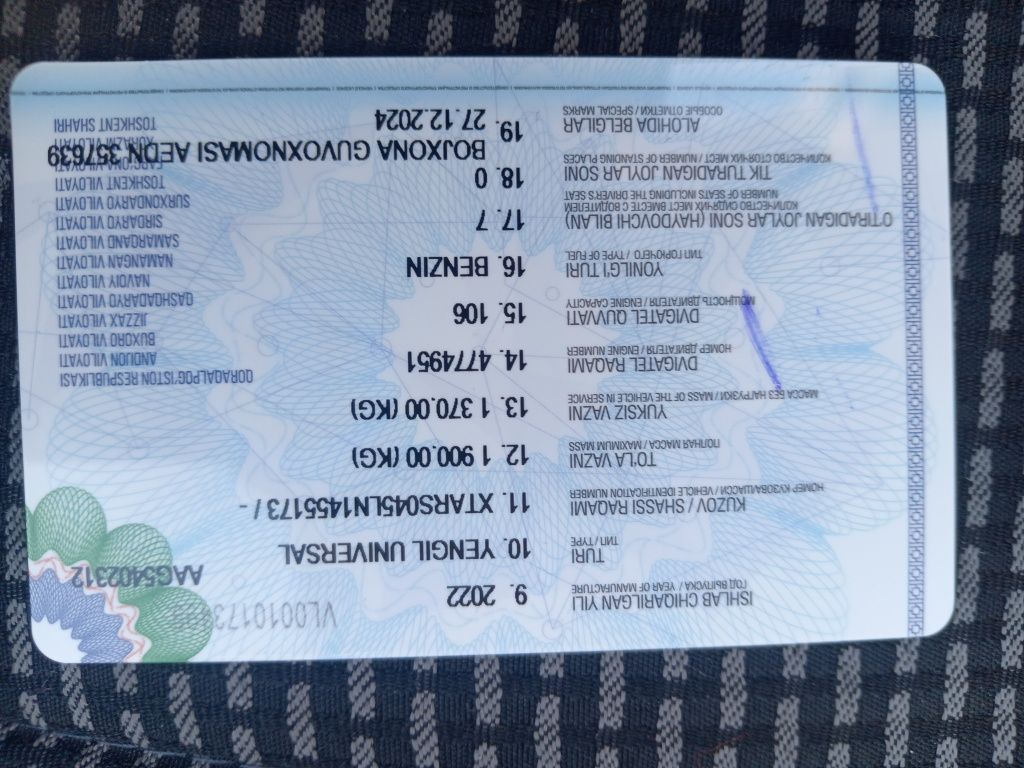 VL0010173
AAG5402312
ISHLAB CHIQARILGAN YILI 9. 2022
ГОД ВЫПУСКА / YEAR OF MANUFACTURE
TURI 10. YENGIL UNIVERSAL
ТИП / TYPE
KUZOV / SHASSI RAQAMI 11. XTARS045LN1455173 / -
НОМЕР КУЗОВА/ШАССИ / VEHICLE IDENTIFICATION NUMBER
TO'LA VAZNI 12. 1 900.00 (KG)
ПОЛНАЯ МАССА / MAXIMUM MASS
YUKSIZ VAZNI 13. 1 370.00 (KG)
МАССА БЕЗ НАГРУЗКИ / MASS OF THE VEHICLE IN SERVICE
DVIGATEL RAQAMI 14. 4774951
НОМЕР ДВИГАТЕЛЯ / ENGINE NUMBER
DVIGATEL QUVVATI 15. 106
МОЩНОСТЬ ДВИГАТЕЛЯ / ENGINE CAPACITY
YONILG'I TURI 16. BENZIN
ТИП ГОРЮЧЕГО / TYPE OF FUEL
O'TIRADIGAN JOYLAR SONI (HAYDOVCHI BILAN) 17. 7
КОЛИЧЕСТВО СИДЯЧИХ МЕСТ ВМЕСТЕ С ВОДИТЕЛЕМ
NUMBER OF SEATS INCLUDING THE DRIVER'S SEAT
TIK TURADIGAN JOYLAR SONI 18. 0
КОЛИЧЕСТВО СТОЯЧИХ МЕСТ / NUMBER OF STANDING PLACES
BOJXONA GUVOXNOMASI AEDIN 357639
ALOHIDA BELGILAR 19. 27.12.2024
ОСОБЫЕ ОТМЕТКИ / SPECIAL MARKS
QORAQALPOG'ISTON RESPUBLIKASI
ANDIJON VILOYATI
BUXORO VILOYATI
JIZZAX VILOYATI
QASHQADARYO VILOYATI
NAVOIY VILOYATI
NAMANGAN VILOYATI
SAMARQAND VILOYATI
SIRDARYO VILOYATI
SURXONDARYO VILOYATI
TOSHKENT VILOYATI
FARG'ONA VILOYATI
XORAZM VILOYATI
TOSHKENT SHAHRI